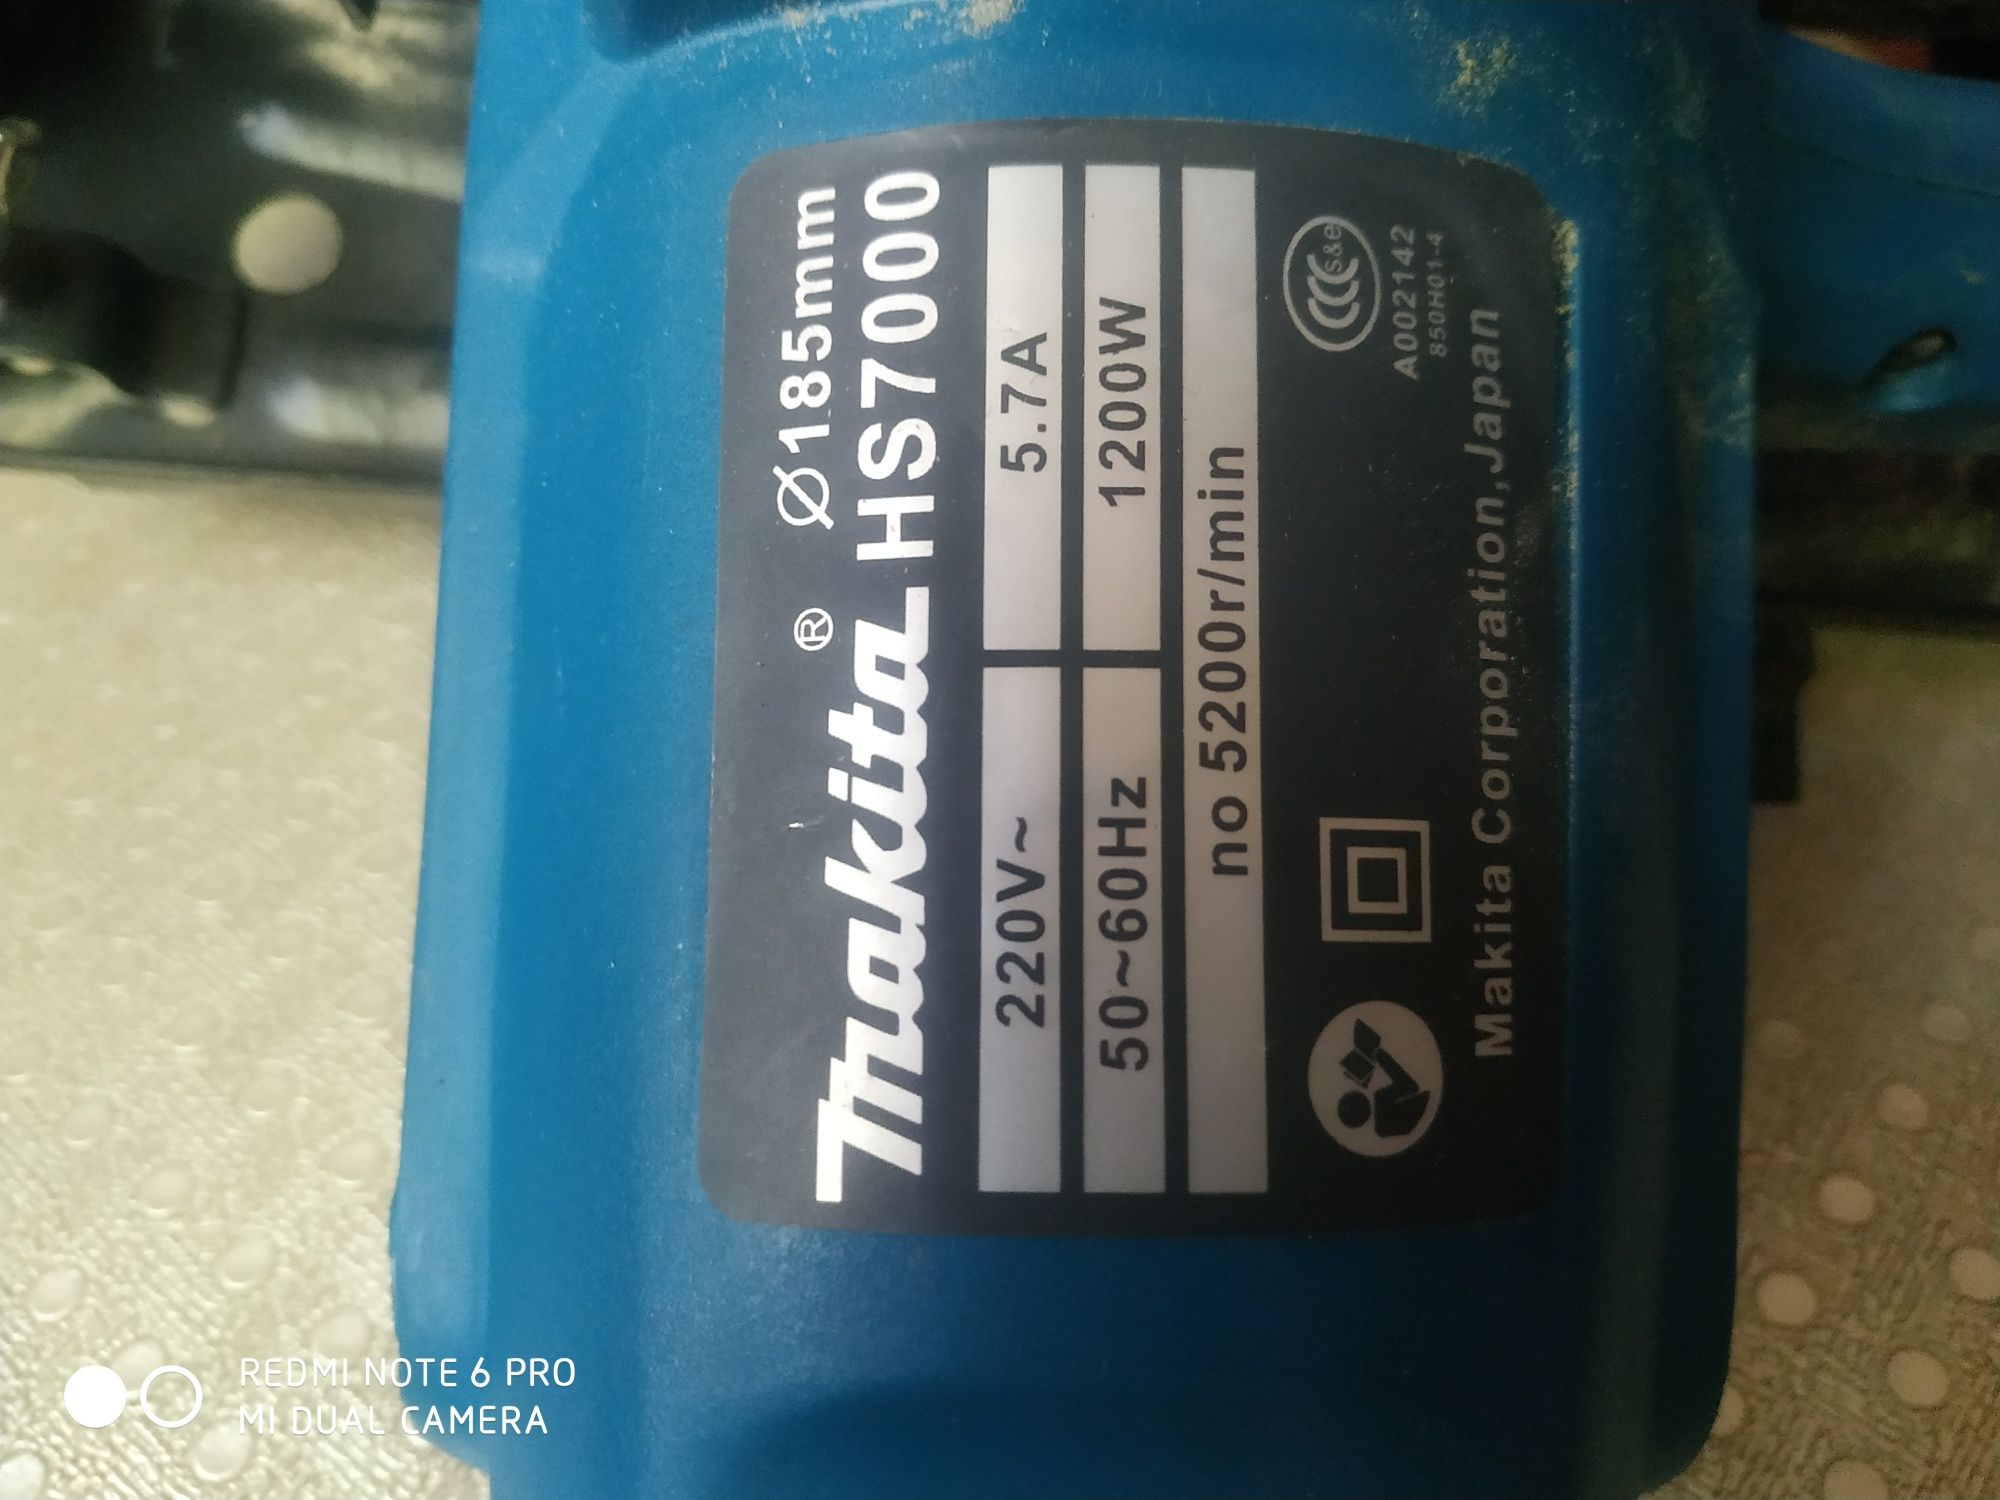 Ø185mm
makita® HS7000
220V~ 5.7A
50~60Hz 1200W
no 5200r/min
CCC S&E
A002142
850H01-4
Makita Corporation,Japan
REDMI NOTE 6 PRO
MI DUAL CAMERA